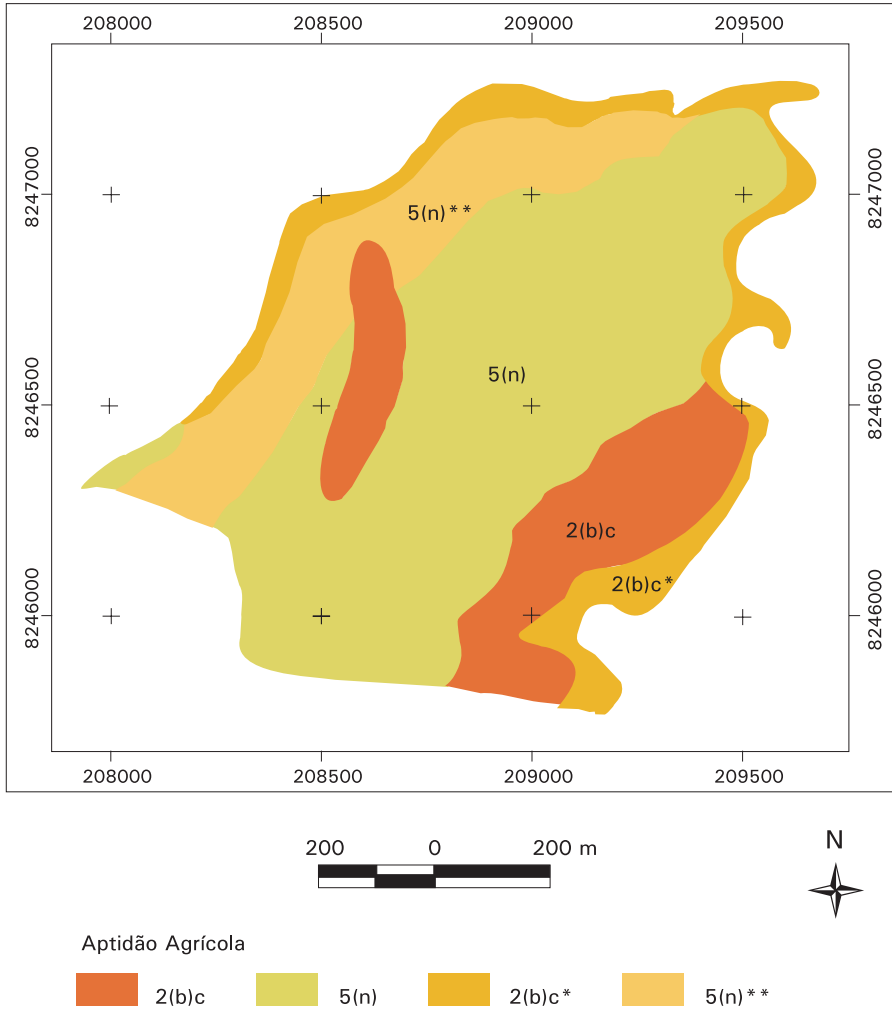 208000 208500 209000 209500
8247000 8247000
5(n)**
5(n)
8246500 8246500
2(b)c
2(b)c*
8246000 8246000
208000 208500 209000 209500
200 0 200 m
N
Aptidão Agrícola
2(b)c 5(n) 2(b)c* 5(n)**